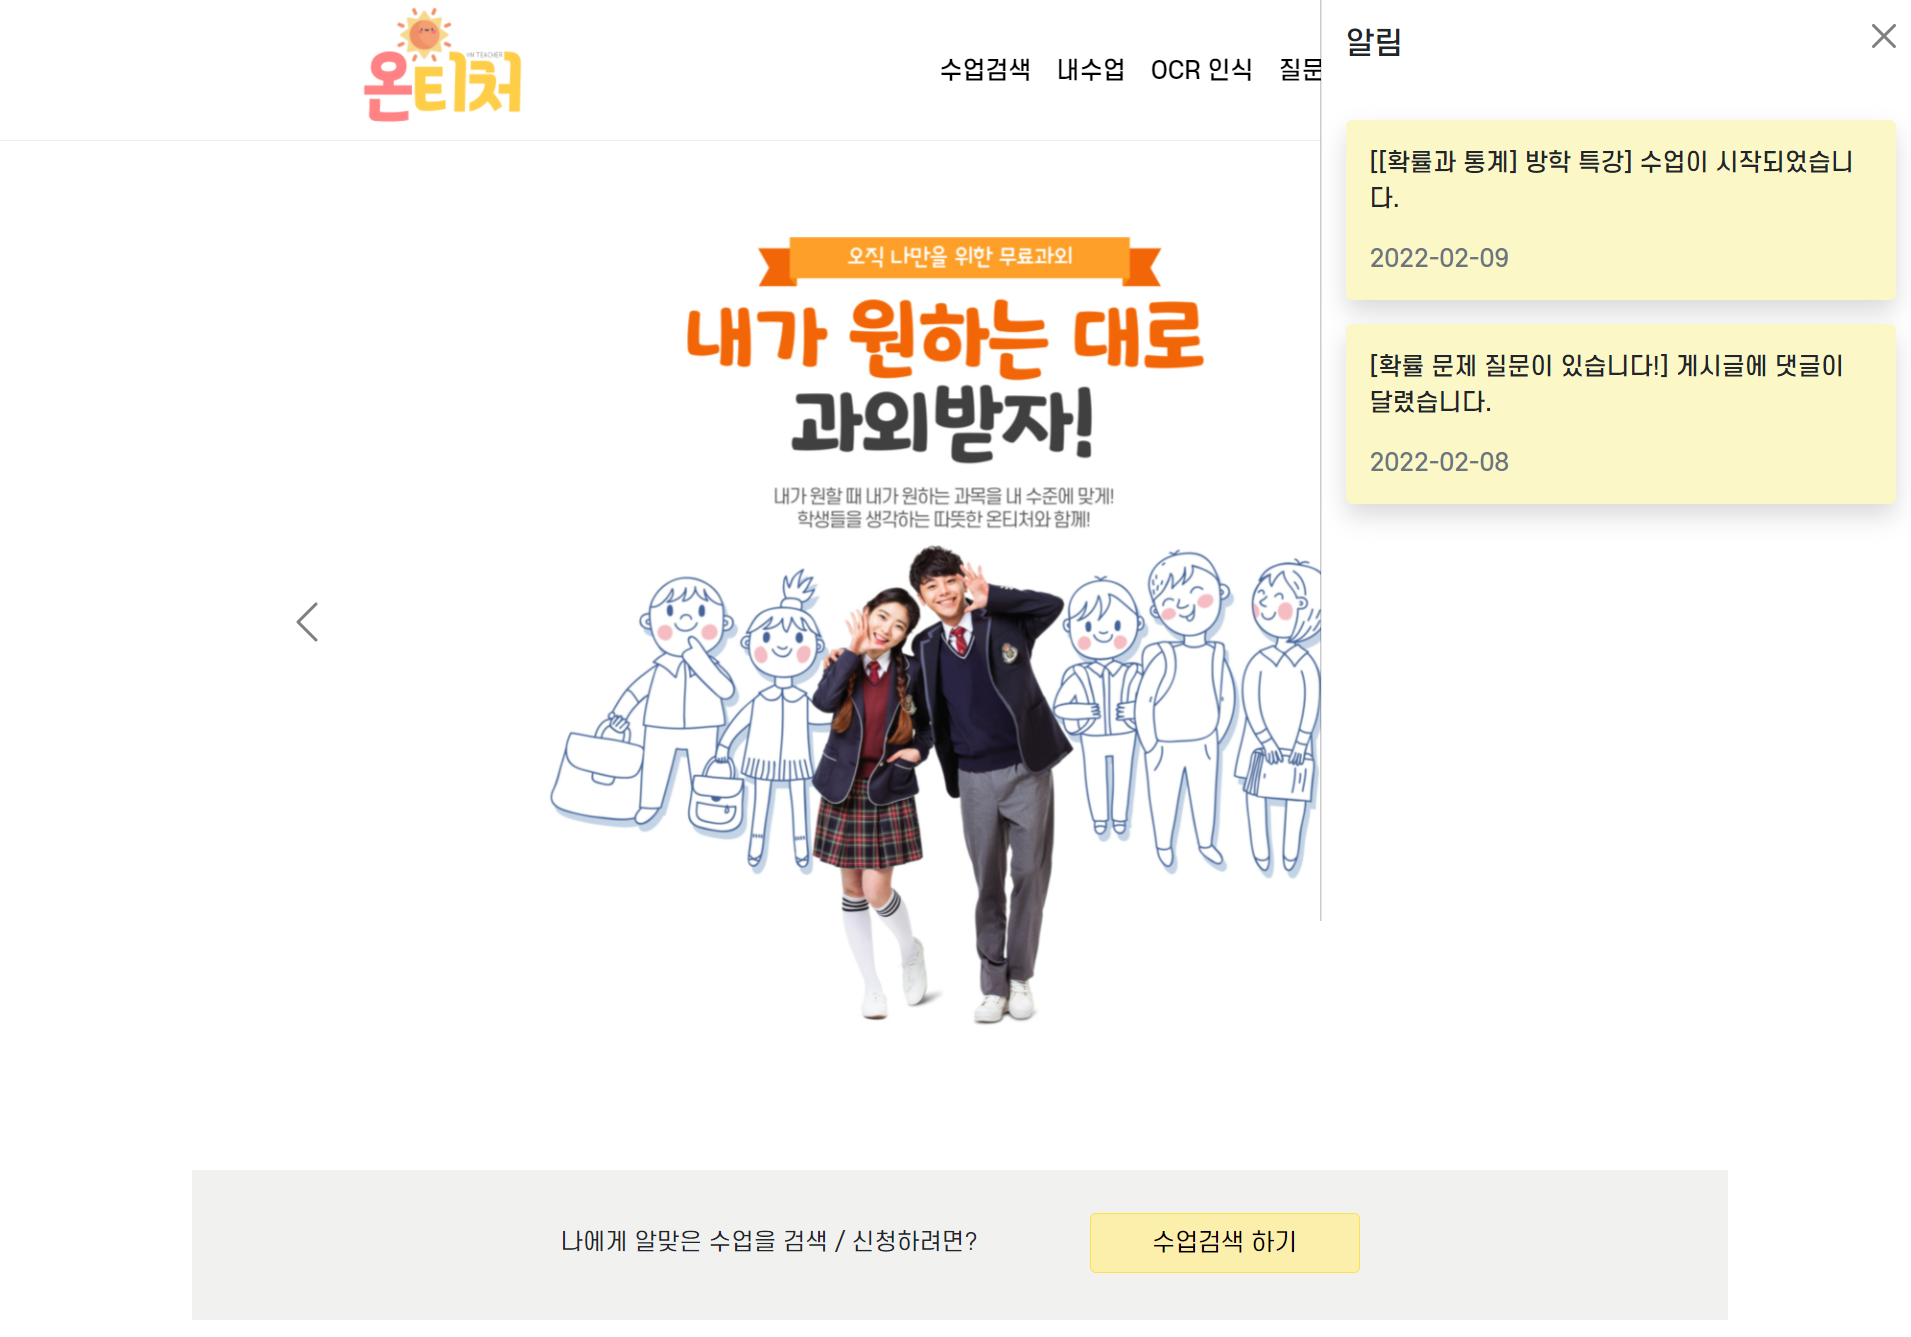 온티처
ON TEACHER
수업검색 내수업 OCR 인식 질문
알림
[[확률과 통계] 방학 특강] 수업이 시작되었습니
다.
2022-02-09
[확률 문제 질문이 있습니다!] 게시글에 댓글이
달렸습니다.
2022-02-08
오직 나만을 위한 무료과외
내가 원하는 대로
과외받자!
내가 원할 때 내가 원하는 과목을 내 수준에 맞게!
학생들을 생각하는 따뜻한 온티처와 함께!
나에게 알맞은 수업을 검색 / 신청하려면?
수업검색 하기